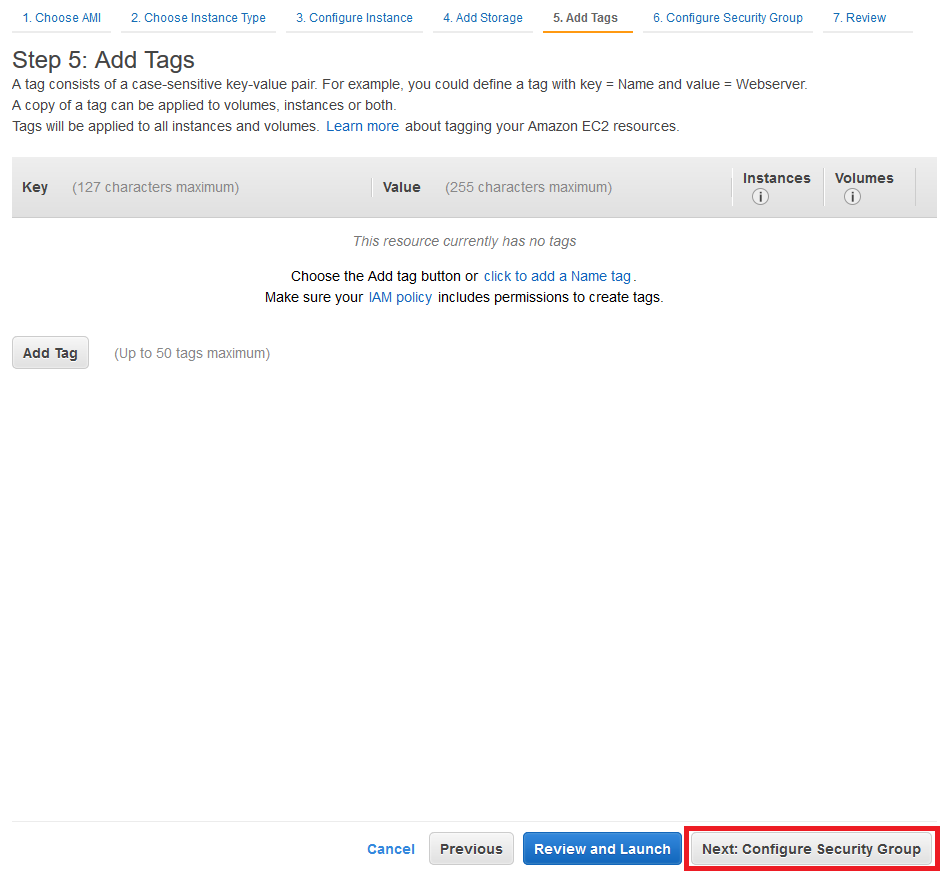 1. Choose AMI 2. Choose Instance Type 3. Configure Instance 4. Add Storage 5. Add Tags 6. Configure Security Group 7. Review
Step 5: Add Tags
A tag consists of a case-sensitive key-value pair. For example, you could define a tag with key = Name and value = Webserver.
A copy of a tag can be applied to volumes, instances or both.
Tags will be applied to all instances and volumes. Learn more about tagging your Amazon EC2 resources.
Key (127 characters maximum) Value (255 characters maximum) Instances Volumes
This resource currently has no tags
Choose the Add tag button or click to add a Name tag.
Make sure your IAM policy includes permissions to create tags.
Add Tag (Up to 50 tags maximum)
Cancel Previous Review and Launch Next: Configure Security Group